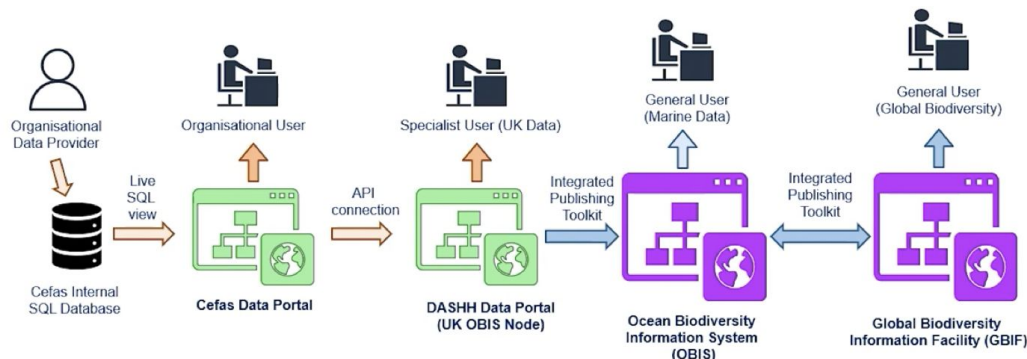 Organisational
Data Provider
Organisational User
Specialist User (UK Data)
General User
(Marine Data)
General User
(Global Biodiversity)
Live
SQL
view
API
connection
Integrated
Publishing
Toolkit
Integrated
Publishing
Toolkit
Cefas Internal
SQL Database
Cefas Data Portal
DASHH Data Portal
(UK OBIS Node)
Ocean Biodiversity
Information System
(OBIS)
Global Biodiversity
Information Facility (GBIF)